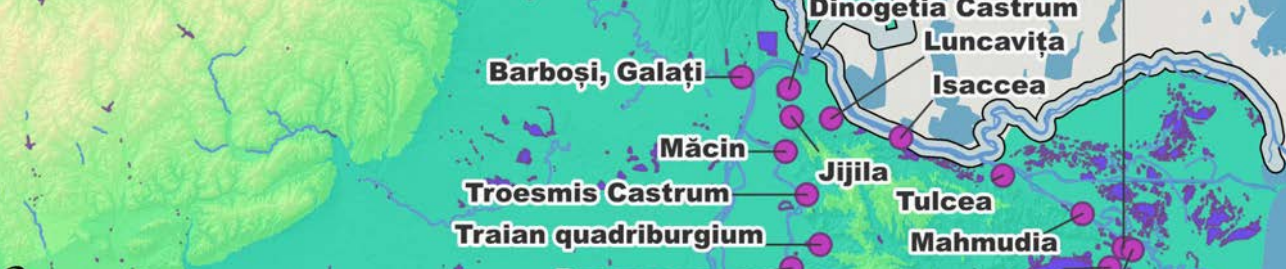 Dinogetia Castrum
Luncavița
Barboși, Galați
Isaccea
Măcin
Jijila
Troesmis Castrum
Tulcea
Traian quadriburgium
Mahmudia